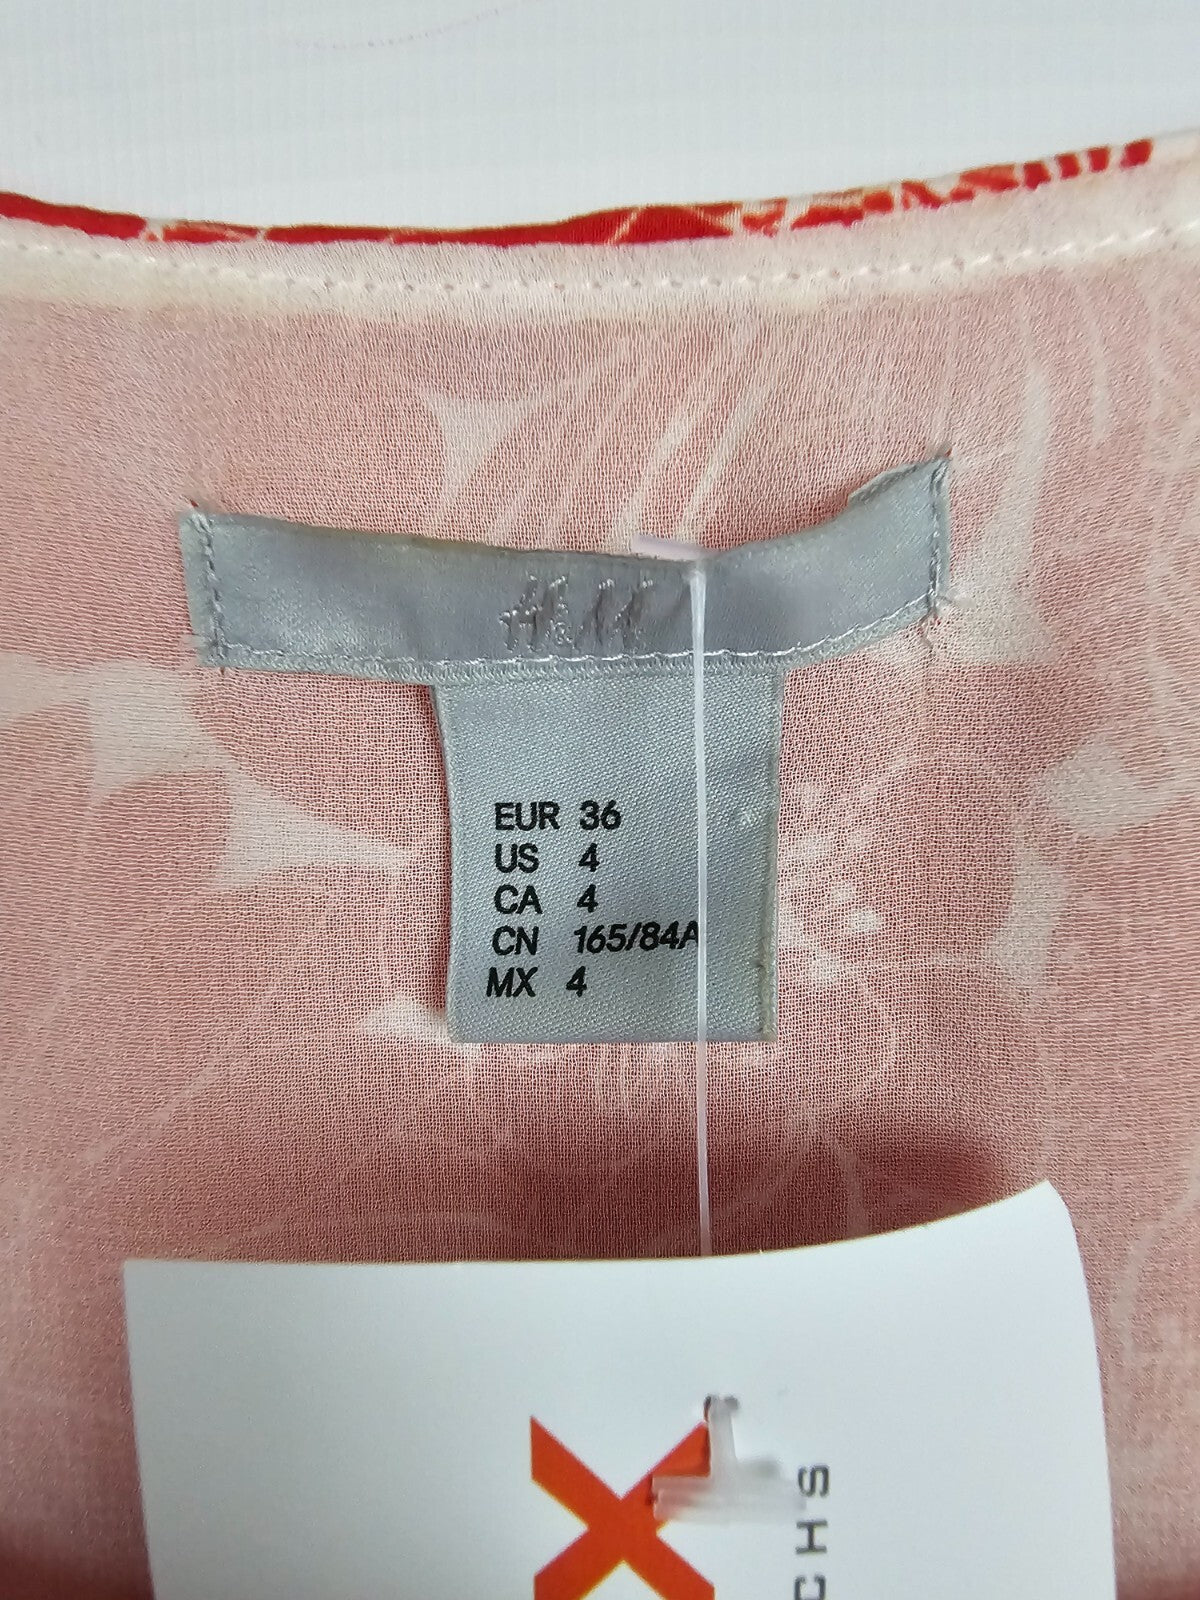 H&M
EUR 36
US 4
CA 4
CN 165/84A
MX 4
X
CHS